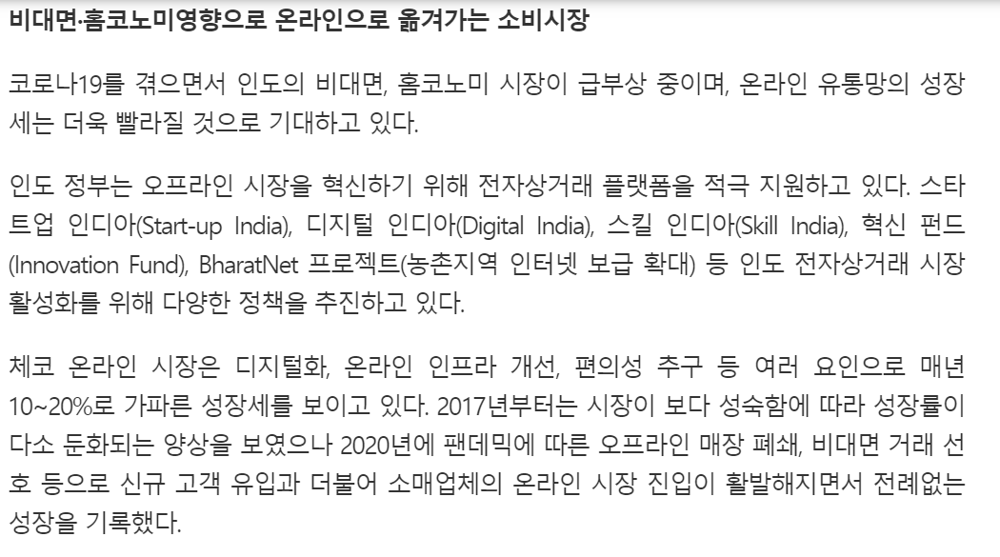 비대면·홈코노미영향으로 온라인으로 옮겨가는 소비시장
코로나19를 겪으면서 인도의 비대면, 홈코노미 시장이 급부상 중이며, 온라인 유통망의 성장
세는 더욱 빨라질 것으로 기대하고 있다.
인도 정부는 오프라인 시장을 혁신하기 위해 전자상거래 플랫폼을 적극 지원하고 있다. 스타
트업 인디아(Start-up India), 디지털 인디아(Digital India), 스킬 인디아(Skill India), 혁신 펀드
(Innovation Fund), BharatNet 프로젝트(농촌지역 인터넷 보급 확대) 등 인도 전자상거래 시장
활성화를 위해 다양한 정책을 추진하고 있다.
체코 온라인 시장은 디지털화, 온라인 인프라 개선, 편의성 추구 등 여러 요인으로 매년
10~20%로 가파른 성장세를 보이고 있다. 2017년부터는 시장이 보다 성숙함에 따라 성장률이
다소 둔화되는 양상을 보였으나 2020년에 팬데믹에 따른 오프라인 매장 폐쇄, 비대면 거래 선
호 등으로 신규 고객 유입과 더불어 소매업체의 온라인 시장 진입이 활발해지면서 전례없는
성장을 기록했다.